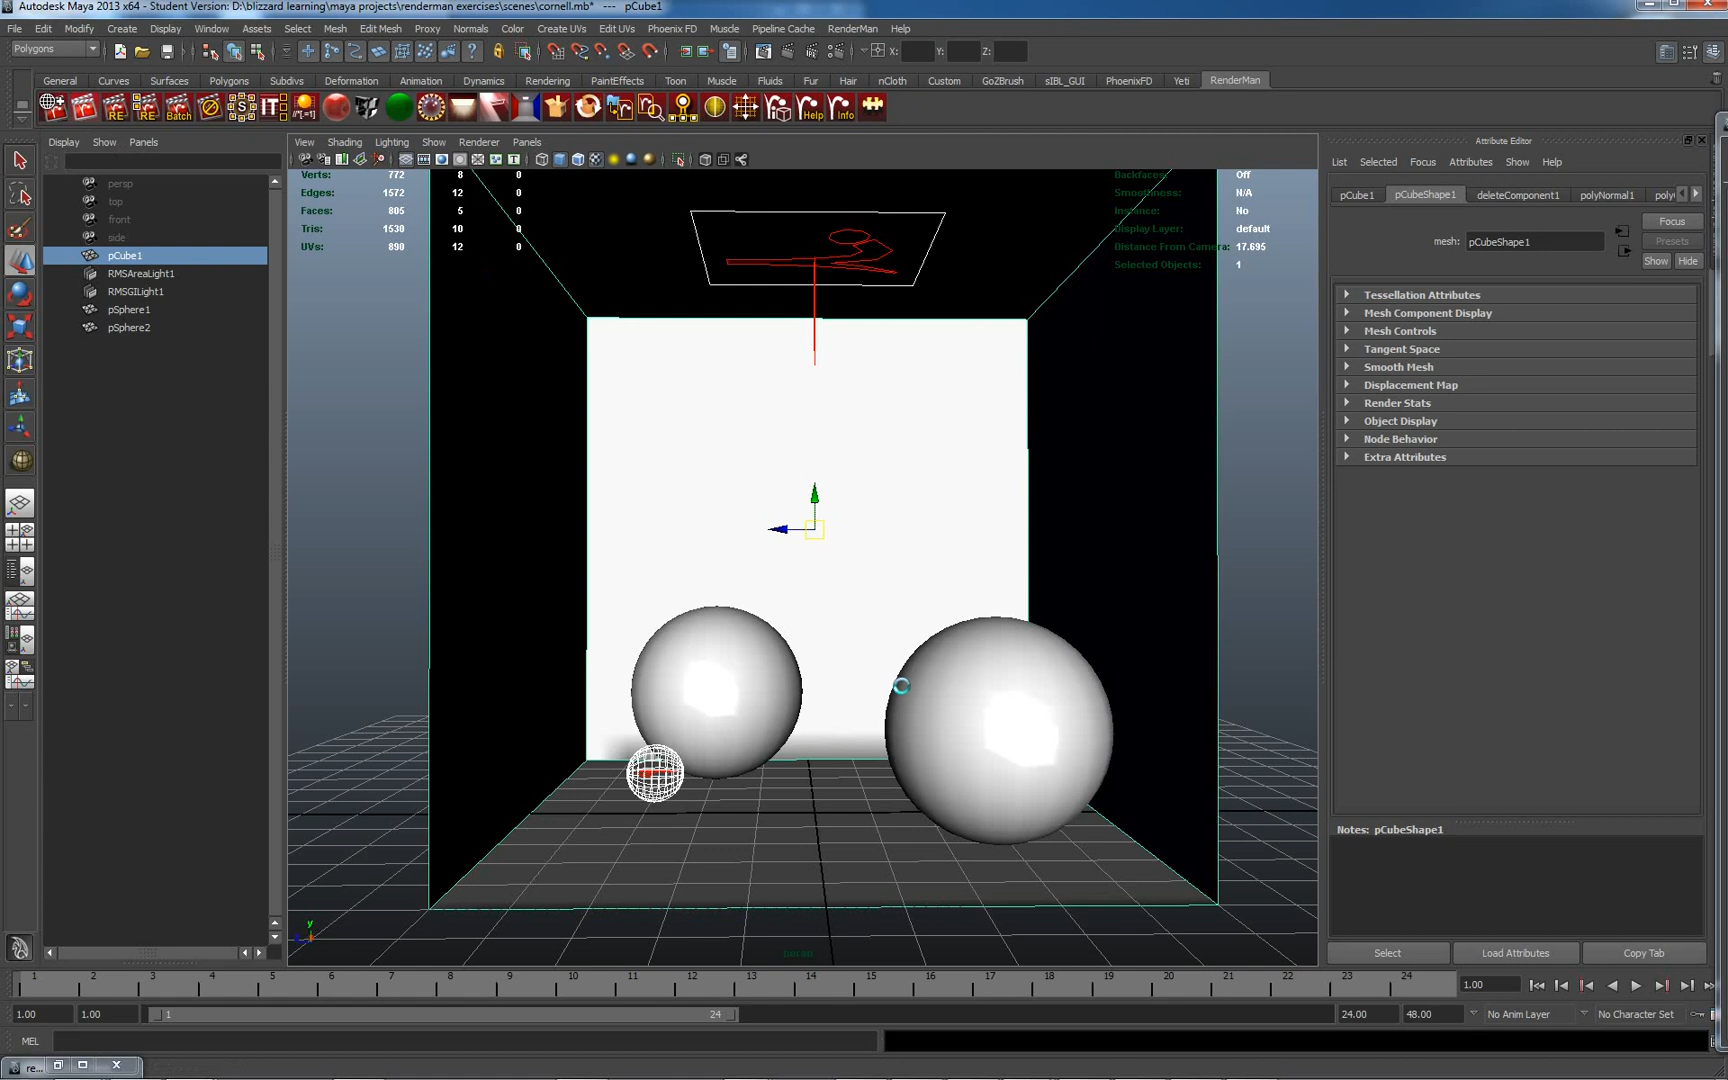 Autodesk Maya 2013 x64 - Student Version: D:\blizzard learning\maya projects\renderman exercises\scenes\cornell.mb* --- pCube1
File Edit Modify Create Display Window Assets Select Mesh Edit Mesh Proxy Normals Color Create UVs Edit UVs Phoenix FD Muscle Pipeline Cache RenderMan Help
Polygons X: Y: Z:
General Curves Surfaces Polygons Subdivs Deformation Animation Dynamics Rendering PaintEffects Toon Muscle Fluids Fur Hair nCloth Custom GoZBrush sIBL_GUI PhoenixFD Yeti RenderMan
RE- RE- Batch S IT *[.=1] Help Info
Display Show Panels
View Shading Lighting Show Renderer Panels
Attribute Editor
List Selected Focus Attributes Show Help
persp
top
front
side
pCube1
RMSAreaLight1
RMSGILight1
pSphere1
pSphere2
Verts: 772 8 0
Edges: 1572 12 0
Faces: 805 5 0
Tris: 1530 10 0
UVs: 890 12 0
Backfaces: Off
Smoothness: N/A
Instance: No
Display Layer: default
Distance From Camera: 17.695
Selected Objects: 1
y
persp
pCube1 pCubeShape1 deleteComponent1 polyNormal1 poly
Focus
mesh: pCubeShape1 Presets
Show Hide
Tessellation Attributes
Mesh Component Display
Mesh Controls
Tangent Space
Smooth Mesh
Displacement Map
Render Stats
Object Display
Node Behavior
Extra Attributes
Notes: pCubeShape1
Select Load Attributes Copy Tab
1 2 3 4 5 6 7 8 9 10 11 12 13 14 15 16 17 18 19 20 21 22 23 24 1.00
1.00 1.00 1 24 24.00 48.00 No Anim Layer No Character Set
MEL
re...